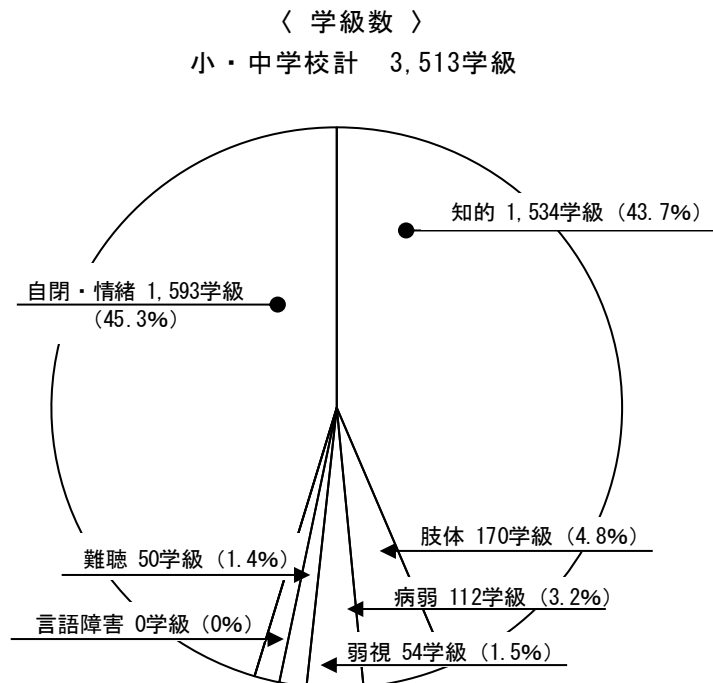 〈 学級数 〉
小・中学校計 3,513学級
知的 1,534学級（43.7%）
自閉・情緒 1,593学級
（45.3%）
肢体 170学級（4.8%）
難聴 50学級（1.4%）
病弱 112学級（3.2%）
言語障害 0学級（0%）
弱視 54学級（1.5%）